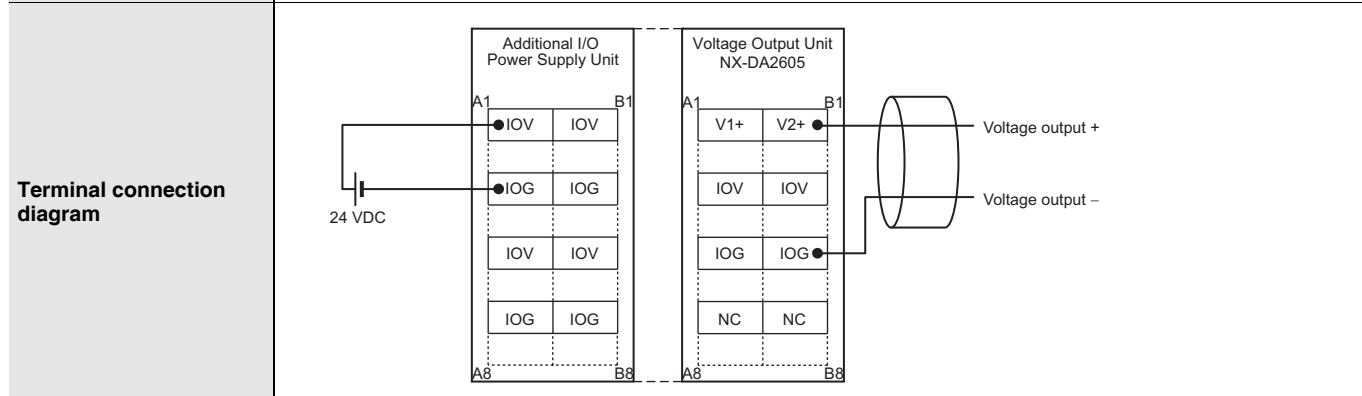 Terminal connection
diagram
Additional I/O
Power Supply Unit
A1 B1
IOV IOV
IOG IOG
IOV IOV
IOG IOG
A8 B8
24 VDC
Voltage Output Unit
NX-DA2605
A1 B1
V1+ V2+
IOV IOV
IOG IOG
NC NC
A8 B8
Voltage output +
Voltage output −